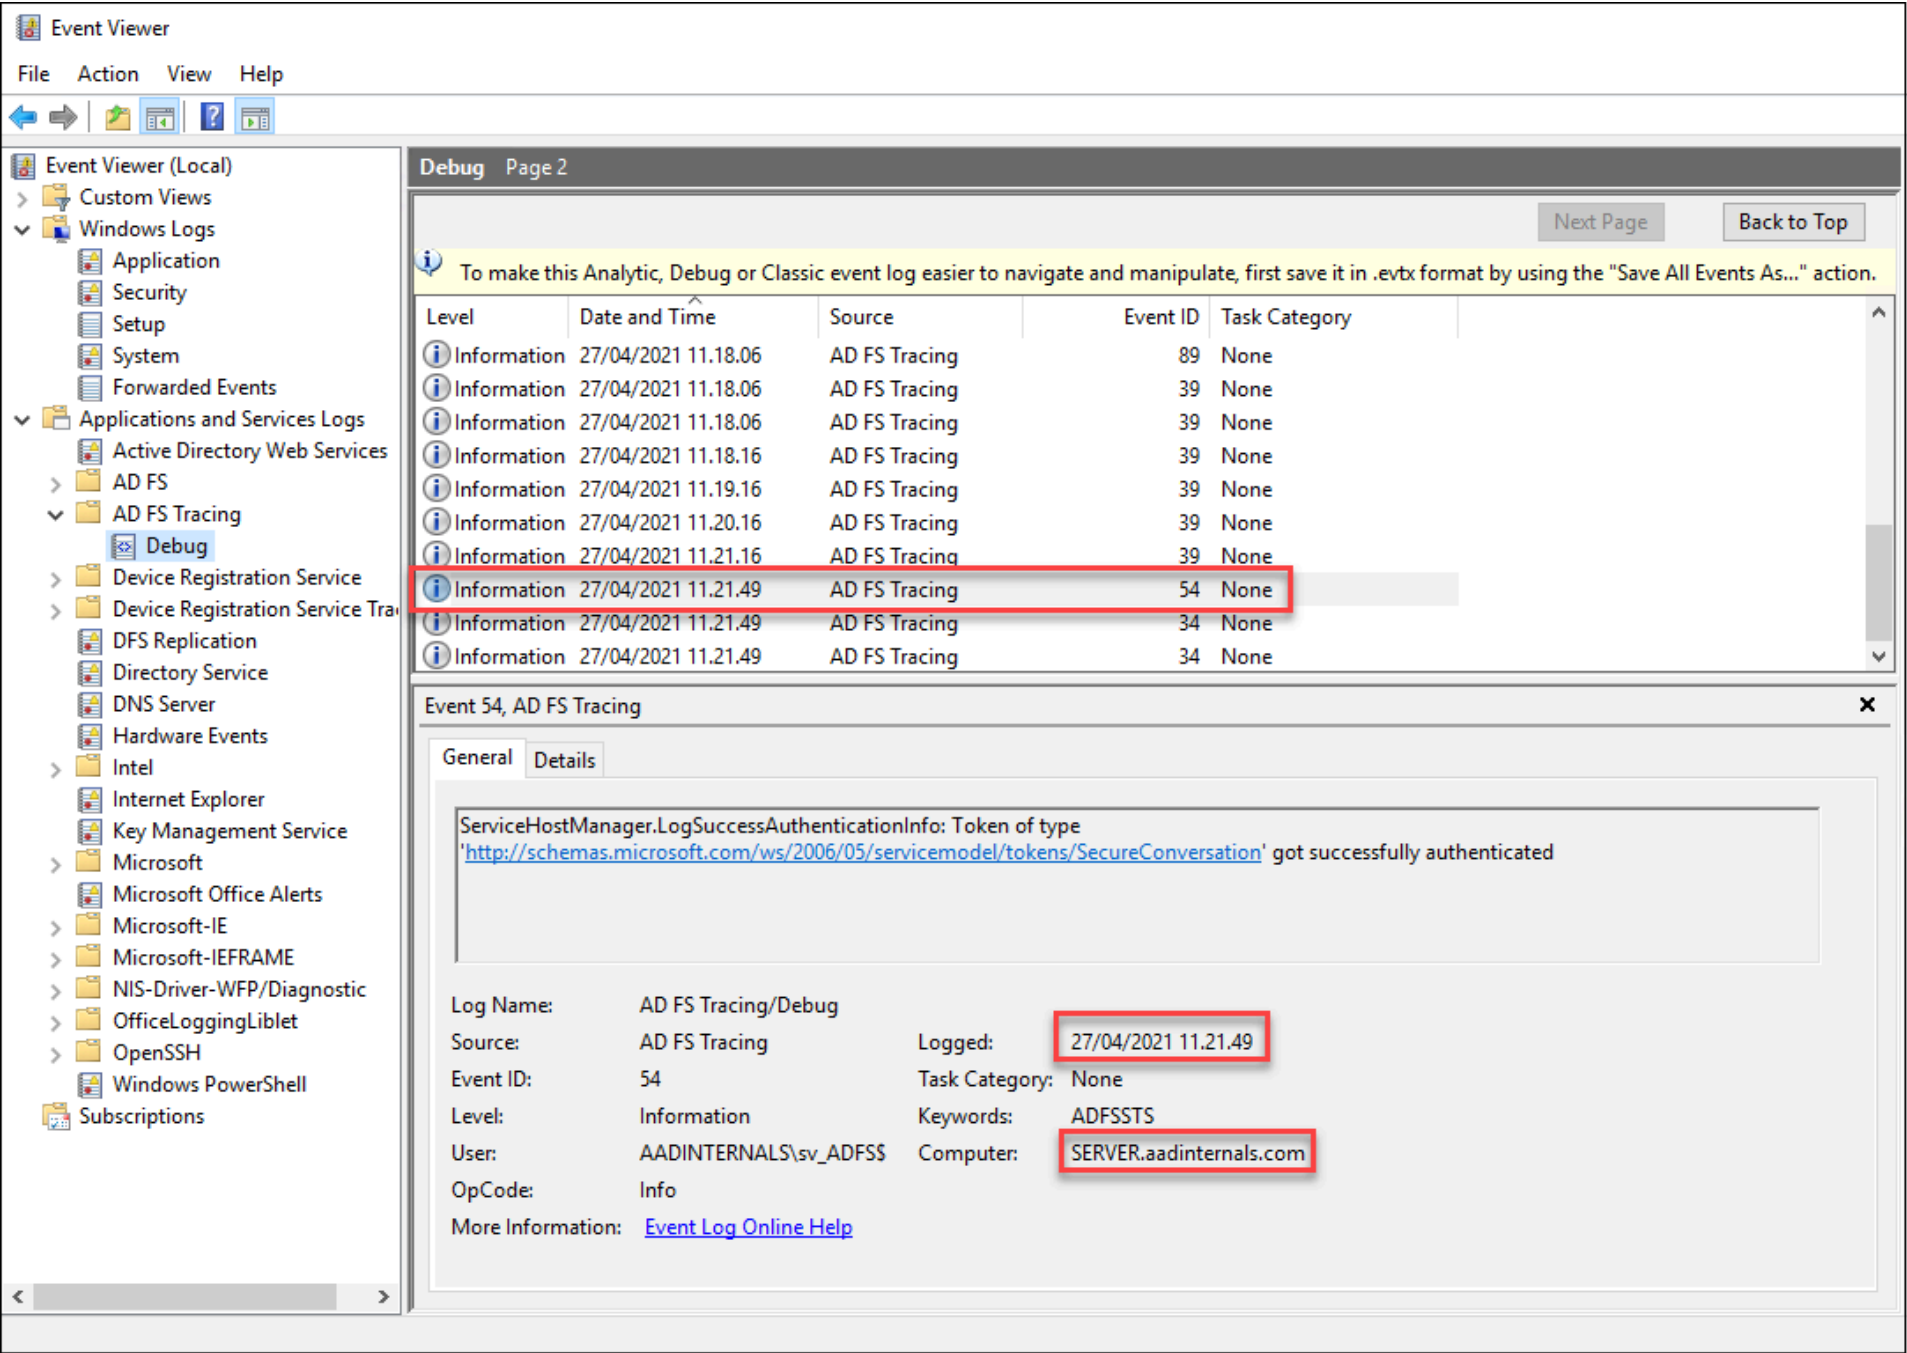 Event Viewer
File Action View Help
Event Viewer (Local)
Custom Views
Windows Logs
Application
Security
Setup
System
Forwarded Events
Applications and Services Logs
Active Directory Web Services
AD FS
AD FS Tracing
Debug
Device Registration Service
Device Registration Service Tra
DFS Replication
Directory Service
DNS Server
Hardware Events
Intel
Internet Explorer
Key Management Service
Microsoft
Microsoft Office Alerts
Microsoft-IE
Microsoft-IEFRAME
NIS-Driver-WFP/Diagnostic
OfficeLoggingLiblet
OpenSSH
Windows PowerShell
Subscriptions
Debug Page 2
Next Page Back to Top
To make this Analytic, Debug or Classic event log easier to navigate and manipulate, first save it in .evtx format by using the "Save All Events As..." action.
Level Date and Time Source Event ID Task Category
Information 27/04/2021 11.18.06 AD FS Tracing 89 None
Information 27/04/2021 11.18.06 AD FS Tracing 39 None
Information 27/04/2021 11.18.06 AD FS Tracing 39 None
Information 27/04/2021 11.18.16 AD FS Tracing 39 None
Information 27/04/2021 11.19.16 AD FS Tracing 39 None
Information 27/04/2021 11.20.16 AD FS Tracing 39 None
Information 27/04/2021 11.21.16 AD FS Tracing 39 None
Information 27/04/2021 11.21.49 AD FS Tracing 54 None
Information 27/04/2021 11.21.49 AD FS Tracing 34 None
Information 27/04/2021 11.21.49 AD FS Tracing 34 None
Event 54, AD FS Tracing
General Details
ServiceHostManager.LogSuccessAuthenticationInfo: Token of type
'http://schemas.microsoft.com/ws/2006/05/servicemodel/tokens/SecureConversation' got successfully authenticated
Log Name: AD FS Tracing/Debug
Source: AD FS Tracing Logged: 27/04/2021 11.21.49
Event ID: 54 Task Category: None
Level: Information Keywords: ADFSSTS
User: AADINTERNALS\sv_ADFS$ Computer: SERVER.aadinternals.com
OpCode: Info
More Information: Event Log Online Help